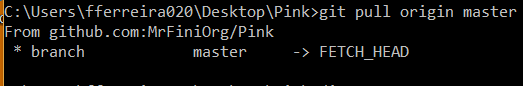 C:\Users\fferreira020\Desktop\Pink>git pull origin master
From github.com:MrFiniOrg/Pink
 * branch            master     -> FETCH_HEAD